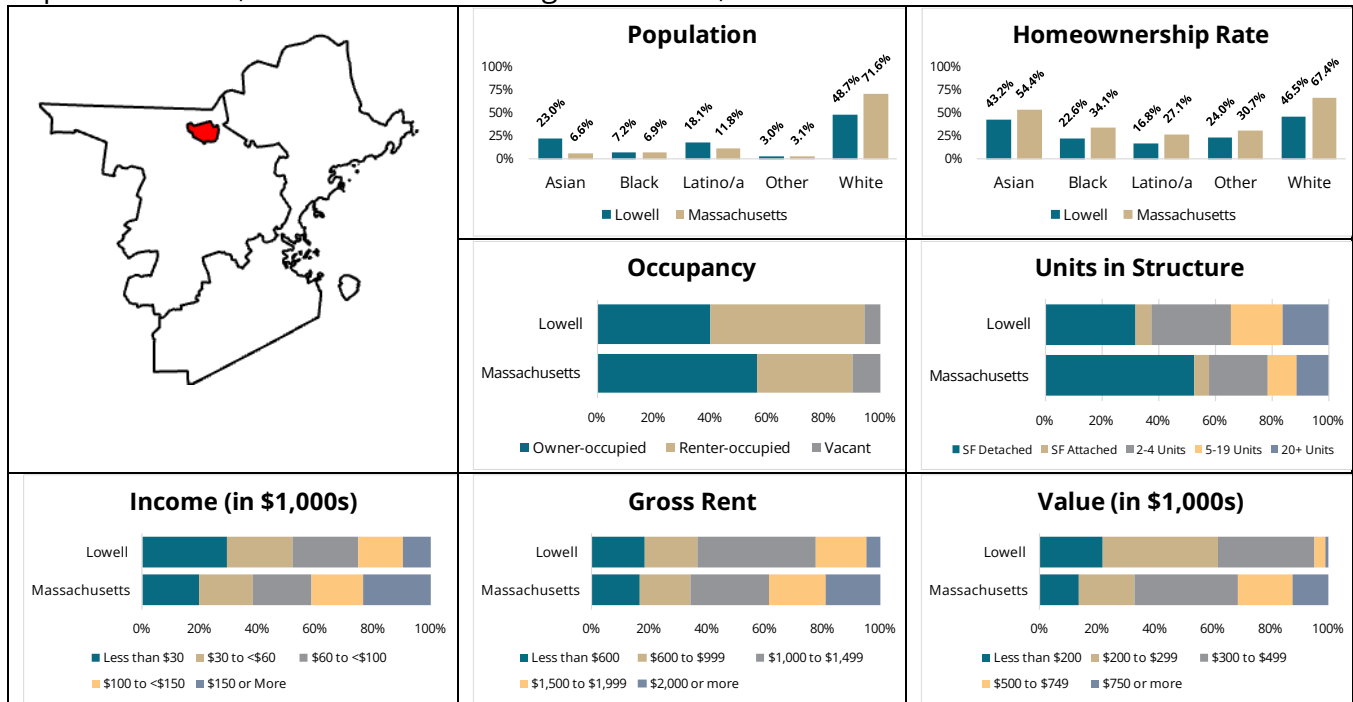 Population
100%
75%
50%
25%
0%
23.0%
6.6%
7.2%
6.9%
18.1%
11.8%
3.0%
3.1%
48.7%
71.6%
Asian Black Latino/a Other White
Lowell Massachusetts
Homeownership Rate
100%
75%
50%
25%
0%
43.2%
54.4%
22.6%
34.1%
16.8%
27.1%
24.0%
30.7%
46.5%
67.4%
Asian Black Latino/a Other White
Lowell Massachusetts
Occupancy
Lowell
Massachusetts
0% 20% 40% 60% 80% 100%
Owner-occupied Renter-occupied Vacant
Units in Structure
Lowell
Massachusetts
0% 20% 40% 60% 80% 100%
SF Detached SF Attached 2-4 Units 5-19 Units 20+ Units
Income (in $1,000s)
Lowell
Massachusetts
0% 20% 40% 60% 80% 100%
Less than $30 $30 to <$60 $60 to <$100
$100 to <$150 $150 or More
Gross Rent
Lowell
Massachusetts
0% 20% 40% 60% 80% 100%
Less than $600 $600 to $999 $1,000 to $1,499
$1,500 to $1,999 $2,000 or more
Value (in $1,000s)
Lowell
Massachusetts
0% 20% 40% 60% 80% 100%
Less than $200 $200 to $299 $300 to $499
$500 to $749 $750 or more